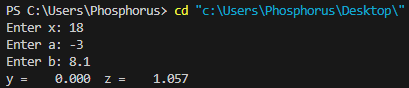 PS C:\Users\Phosphorus> cd "c:\Users\Phosphorus\Desktop\"
Enter x: 18
Enter a: -3
Enter b: 8.1
y =    0.000  z =    1.057